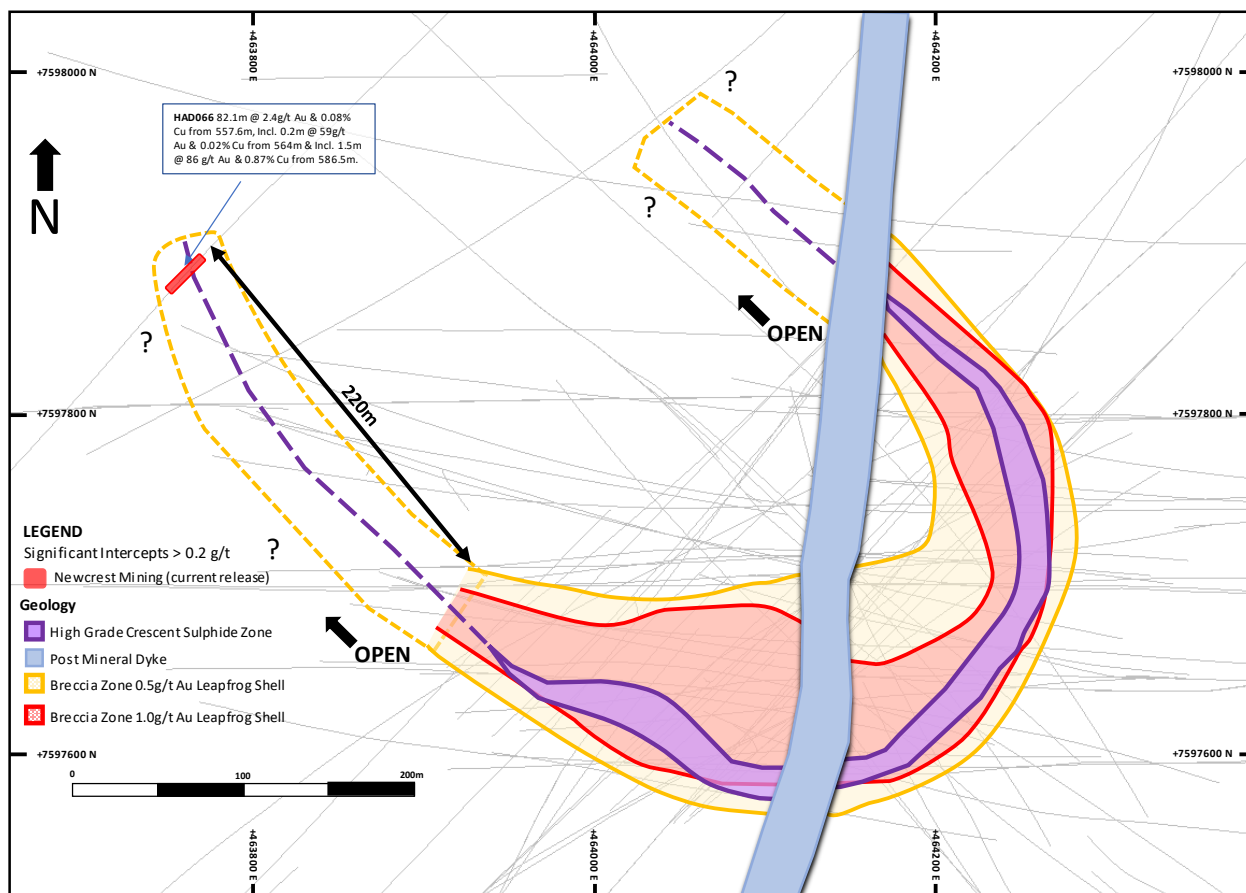 +463800 E
+464000 E
+464200 E
+7598000 N
+7598000 N
?
HAD066 82.1m @ 2.4g/t Au & 0.08%
Cu from 557.6m, Incl. 0.2m @ 59g/t
Au & 0.02% Cu from 564m & Incl. 1.5m
@ 86 g/t Au & 0.87% Cu from 586.5m.
N
?
OPEN
?
220m
+7597800 N
+7597800 N
LEGEND
Significant Intercepts > 0.2 g/t
Newcrest Mining (current release)
Geology
High Grade Crescent Sulphide Zone
Post Mineral Dyke
Breccia Zone 0.5g/t Au Leapfrog Shell
Breccia Zone 1.0g/t Au Leapfrog Shell
?
OPEN
+7597600 N
+7597600 N
0
100
200m
+463800 E
+464000 E
+464200 E